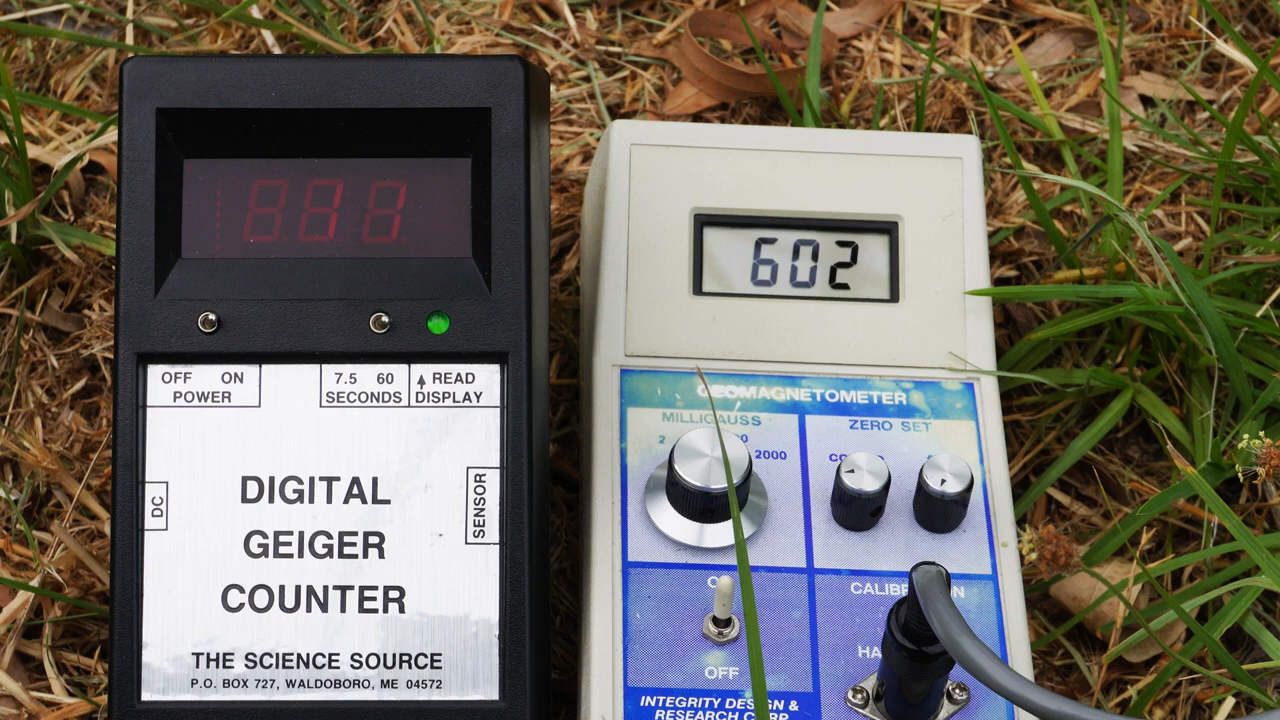 OFF ON
POWER
7.5 60
SECONDS
READ
DISPLAY
DC
SENSOR
DIGITAL
GEIGER
COUNTER
THE SCIENCE SOURCE
P.O. BOX 727, WALDOBORO, ME 04572
602
GEOMAGNETOMETER
MILLIGAUSS
2000
ZERO SET
OFF
INTEGRITY DESIGN &
RESEARCH CORP